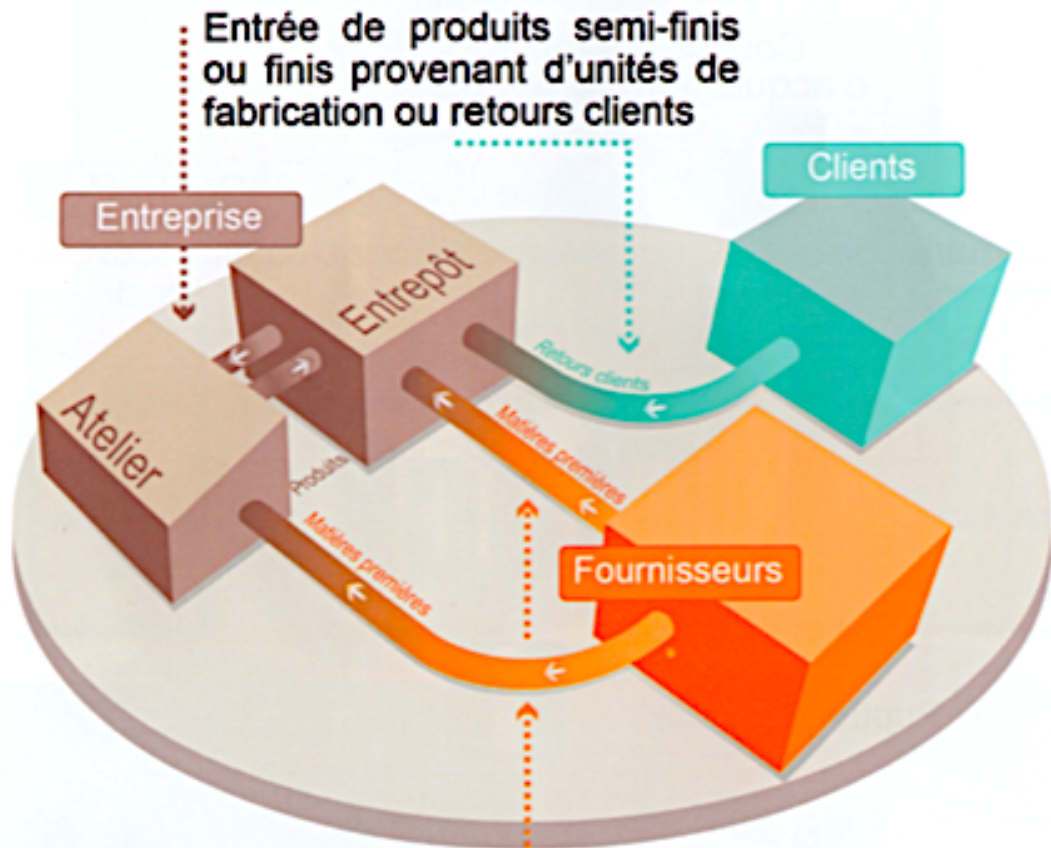 Entrée de produits semi-finis
ou finis provenant d'unités de
fabrication ou retours clients
Clients
Entreprise
Entrepôt
Retours clients
Atelier
Matières premières
Produits
Matières premières
Fournisseurs